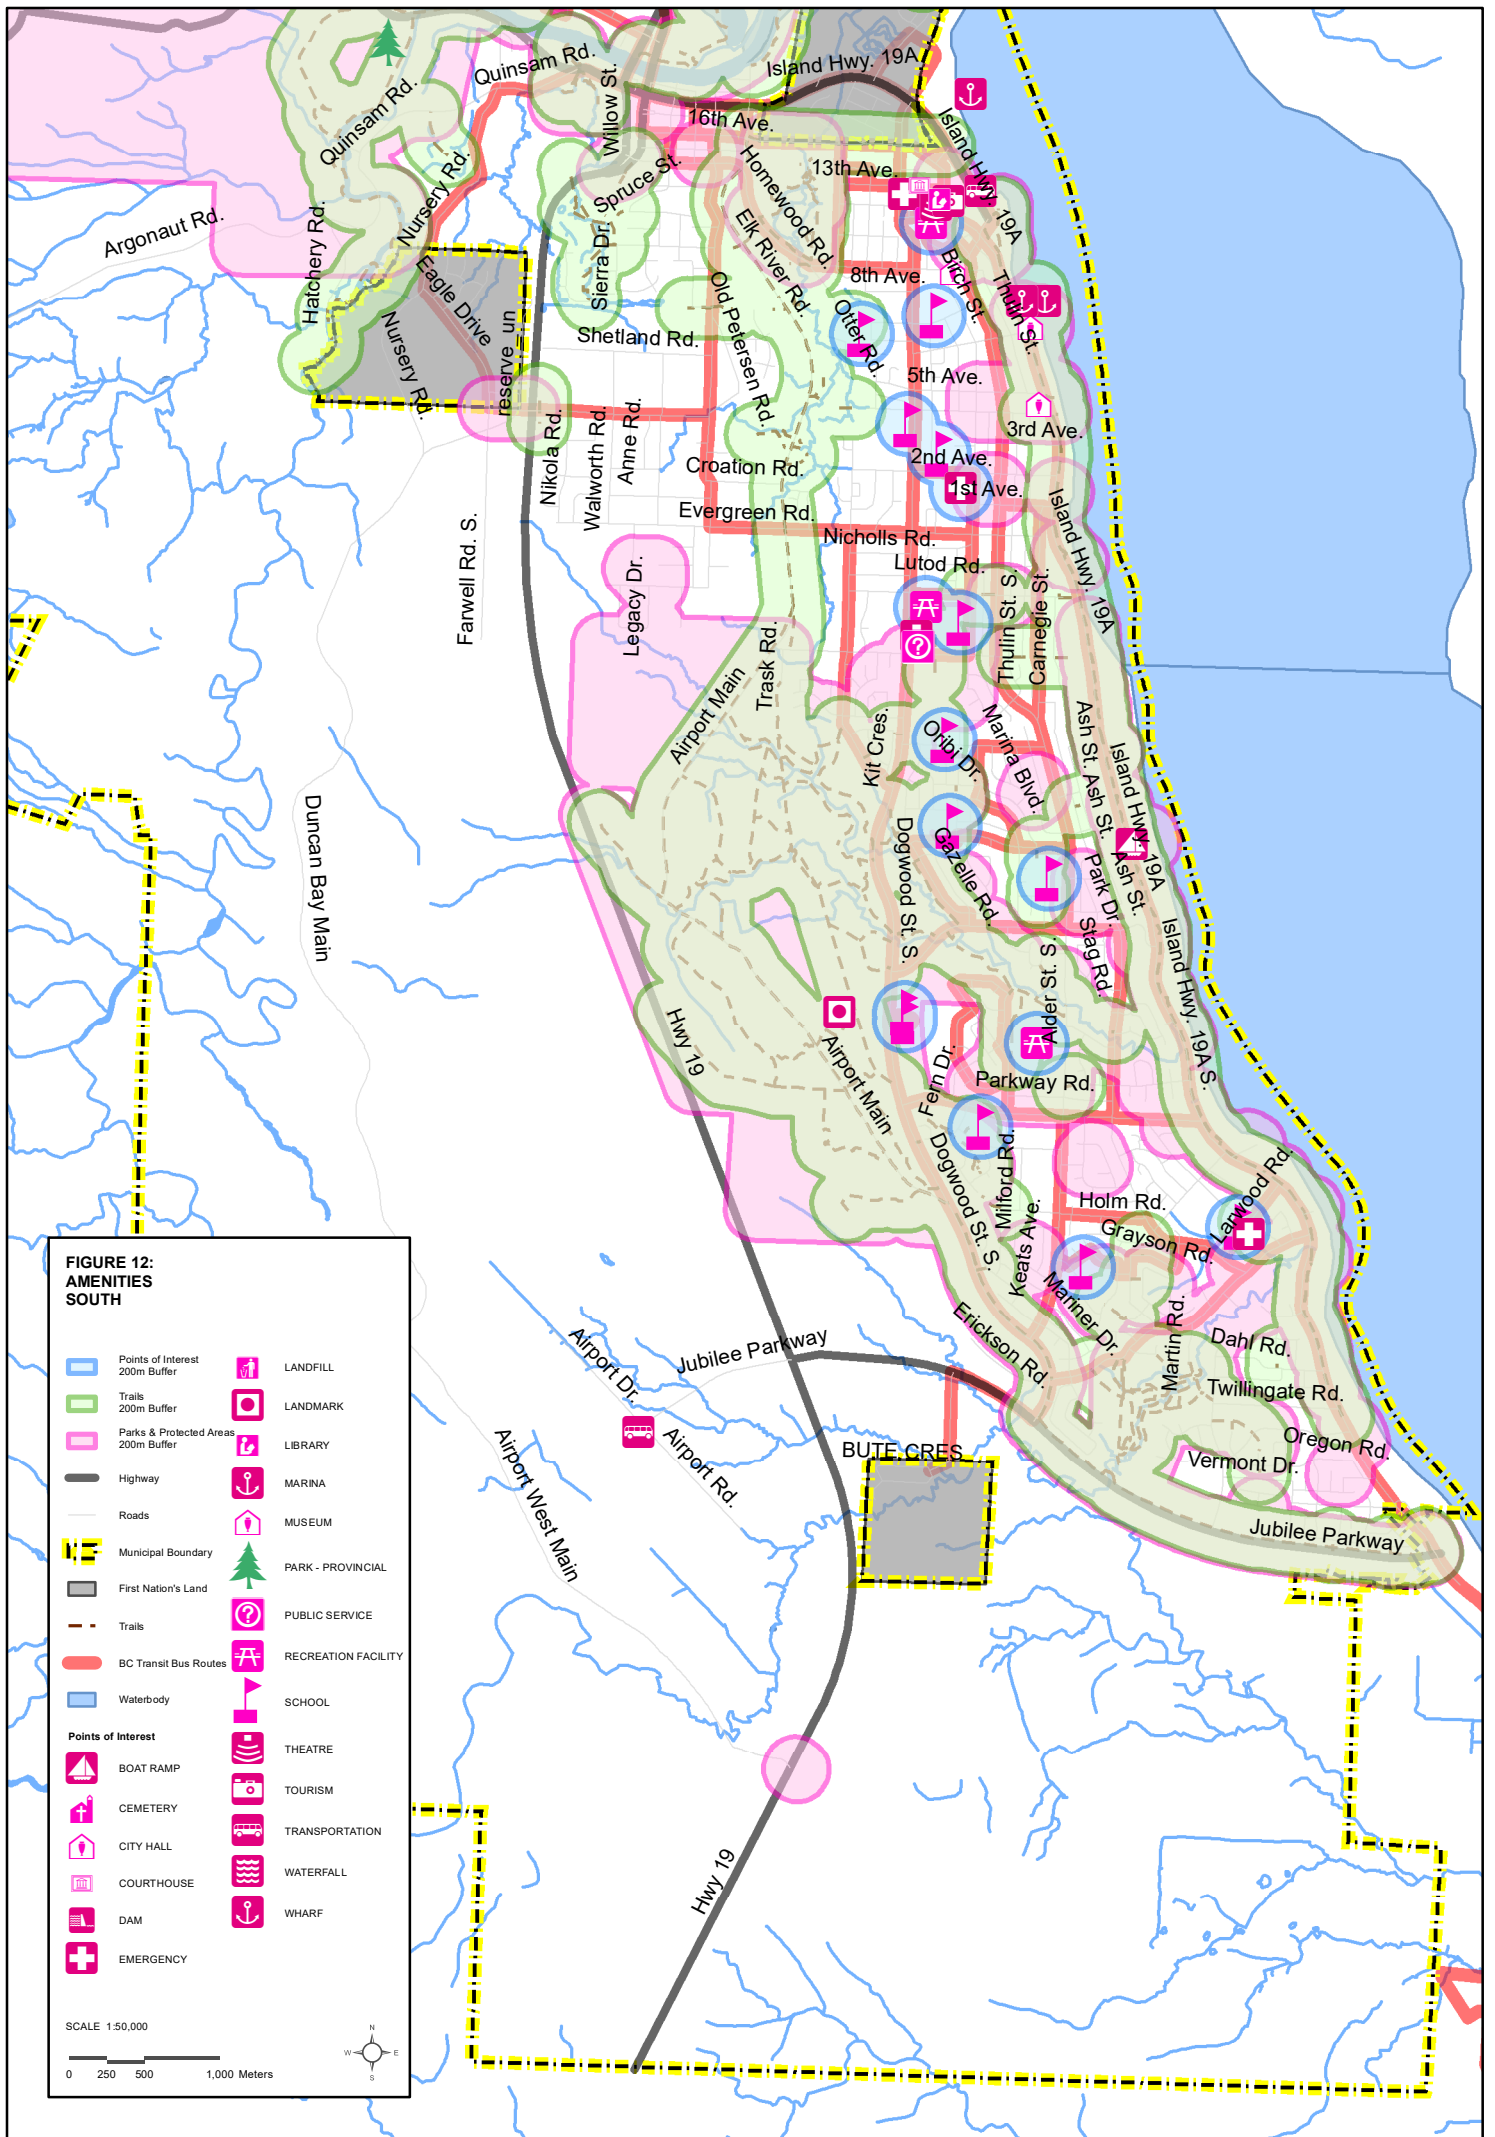 Quinsam Rd.
Island Hwy. 19A
Willow St.
Quinsam Rd.
16th Ave.
Island Hwy. 19A
Nursery Rd.
Spruce St.
Homewood Rd.
13th Ave.
Argonaut Rd.
Hatchery Rd.
Eagle Drive
Sierra Dr.
Elk River Rd.
8th Ave.
Birch St.
Thulin St.
Nursery Rd.
reserve un
Shetland Rd.
Old Petersen Rd.
Otter Rd.
5th Ave.
3rd Ave.
Nikola Rd.
Walworth Rd.
Anne Rd.
Croation Rd.
2nd Ave.
1st Ave.
Evergreen Rd.
Nicholls Rd.
Island Hwy. 19A
Farwell Rd. S.
Legacy Dr.
Lutod Rd.
Thulin St. S.
Carnegie St.
Trask Rd.
Airport Main
Kit Cres.
Oribi Dr.
Marina Blvd.
Ash St.
Ash St.
Island Hwy. 19A
Duncan Bay Main
Dogwood St. S.
Gazelle Rd.
Park Dr.
Ash St.
Stag Rd.
Island Hwy. 19A S.
Alder St. S.
Hwy 19
Airport Main
Fern Dr.
Parkway Rd.
Dogwood St. S.
Milford Rd.
Keats Ave.
Holm Rd.
Grayson Rd.
Larwood Rd.
Mariner Dr.
Erickson Rd.
Martin Rd.
Dahl Rd.
Twillingate Rd.
Oregon Rd.
Vermont Dr.
Jubilee Parkway
Airport Dr.
Jubilee Parkway
Airport Rd.
Airport West Main
BUTE CRES
Hwy 19
FIGURE 12:
AMENITIES
SOUTH
Points of Interest
200m Buffer
Trails
200m Buffer
Parks & Protected Areas
200m Buffer
Highway
Roads
Municipal Boundary
First Nation's Land
Trails
BC Transit Bus Routes
Waterbody
Points of Interest
BOAT RAMP
CEMETERY
CITY HALL
COURTHOUSE
DAM
EMERGENCY
LANDFILL
LANDMARK
LIBRARY
MARINA
MUSEUM
PARK - PROVINCIAL
PUBLIC SERVICE
RECREATION FACILITY
SCHOOL
THEATRE
TOURISM
TRANSPORTATION
WATERFALL
WHARF
SCALE 1:50,000
0 250 500 1,000 Meters
N
W E
S